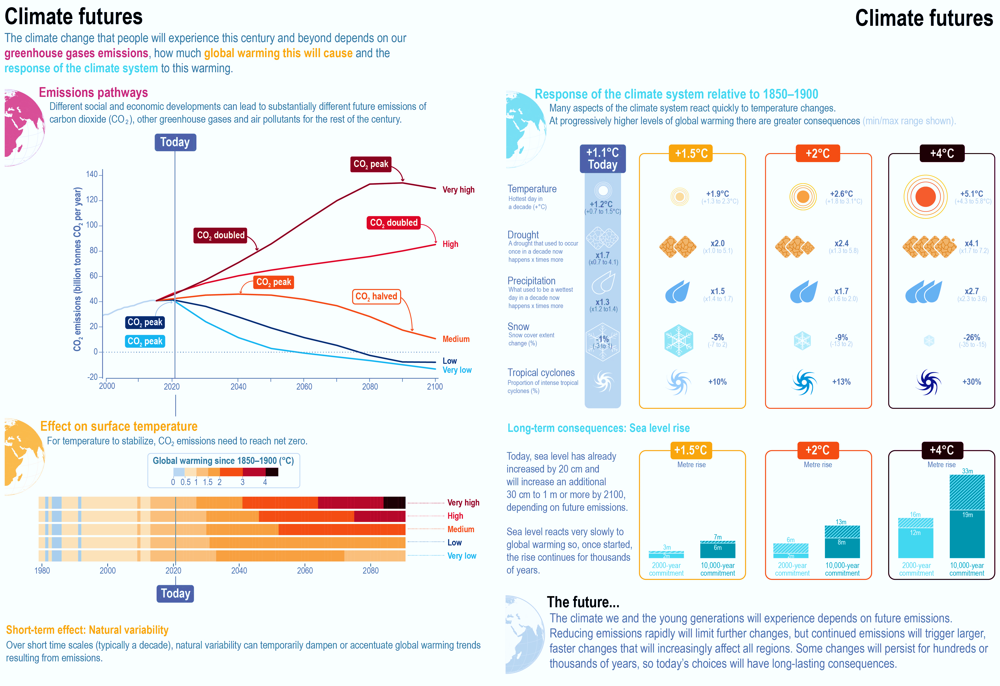 Climate futures
The climate change that people will experience this century and beyond depends on our
greenhouse gases emissions, how much global warming this will cause and the
response of the climate system to this warming.
Emissions pathways
Different social and economic developments can lead to substantially different future emissions of
carbon dioxide (CO₂), other greenhouse gases and air pollutants for the rest of the century.
Today
CO₂ emissions (billion tonnes CO₂ per year)
140
120
100
80
60
40
20
0
-20
2000
2020
2040
2060
2080
2100
CO₂ peak
Very high
CO₂ doubled
CO₂ doubled
High
CO₂ peak
CO₂ halved
CO₂ peak
CO₂ peak
Medium
Low
Very low
Effect on surface temperature
For temperature to stabilize, CO₂ emissions need to reach net zero.
Global warming since 1850–1900 (°C)
0 0.5 1 1.5 2 3 4
Very high
High
Medium
Low
Very low
1980 2000 2020 2040 2060 2080
Today
Short-term effect: Natural variability
Over short time scales (typically a decade), natural variability can temporarily dampen or accentuate global warming trends
resulting from emissions.
Climate futures
Response of the climate system relative to 1850–1900
Many aspects of the climate system react quickly to temperature changes.
At progressively higher levels of global warming there are greater consequences (min/max range shown).
+1.1°C
Today
+1.5°C
+2°C
+4°C
Temperature
Hottest day in
a decade (+°C)
+1.2°C
(+0.7 to 1.5°C)
+1.9°C
(+1.3 to 2.3°C)
+2.6°C
(+1.8 to 3.1°C)
+5.1°C
(+4.3 to 5.8°C)
Drought
A drought that used to occur
once in a decade now
happens x times more
x1.7
(x0.7 to 4.1)
x2.0
(x1.0 to 5.1)
x2.4
(x1.3 to 5.8)
x4.1
(x1.7 to 7.2)
Precipitation
What used to be a wettest
day in a decade now
happens x times more
x1.3
(x1.2 to1.4)
x1.5
(x1.4 to 1.7)
x1.7
(x1.6 to 2.0)
x2.7
(x2.3 to 3.6)
Snow
Snow cover extent
change (%)
-1%
(-3 to 1)
-5%
(-7 to 2)
-9%
(-13 to 2)
-26%
(-35 to -15)
Tropical cyclones
Proportion of intense tropical
cyclones (%)
+10%
+13%
+30%
Long-term consequences: Sea level rise
Today, sea level has already
increased by 20 cm and
will increase an additional
30 cm to 1 m or more by 2100,
depending on future emissions.
Sea level reacts very slowly to
global warming so, once started,
the rise continues for thousands
of years.
+1.5°C
Metre rise
3m
2m
7m
6m
2000-year
commitment
10,000-year
commitment
+2°C
Metre rise
6m
2m
13m
8m
2000-year
commitment
10,000-year
commitment
+4°C
Metre rise
16m
12m
33m
19m
2000-year
commitment
10,000-year
commitment
The future...
The climate we and the young generations will experience depends on future emissions.
Reducing emissions rapidly will limit further changes, but continued emissions will trigger larger,
faster changes that will increasingly affect all regions. Some changes will persist for hundreds or
thousands of years, so today’s choices will have long-lasting consequences.